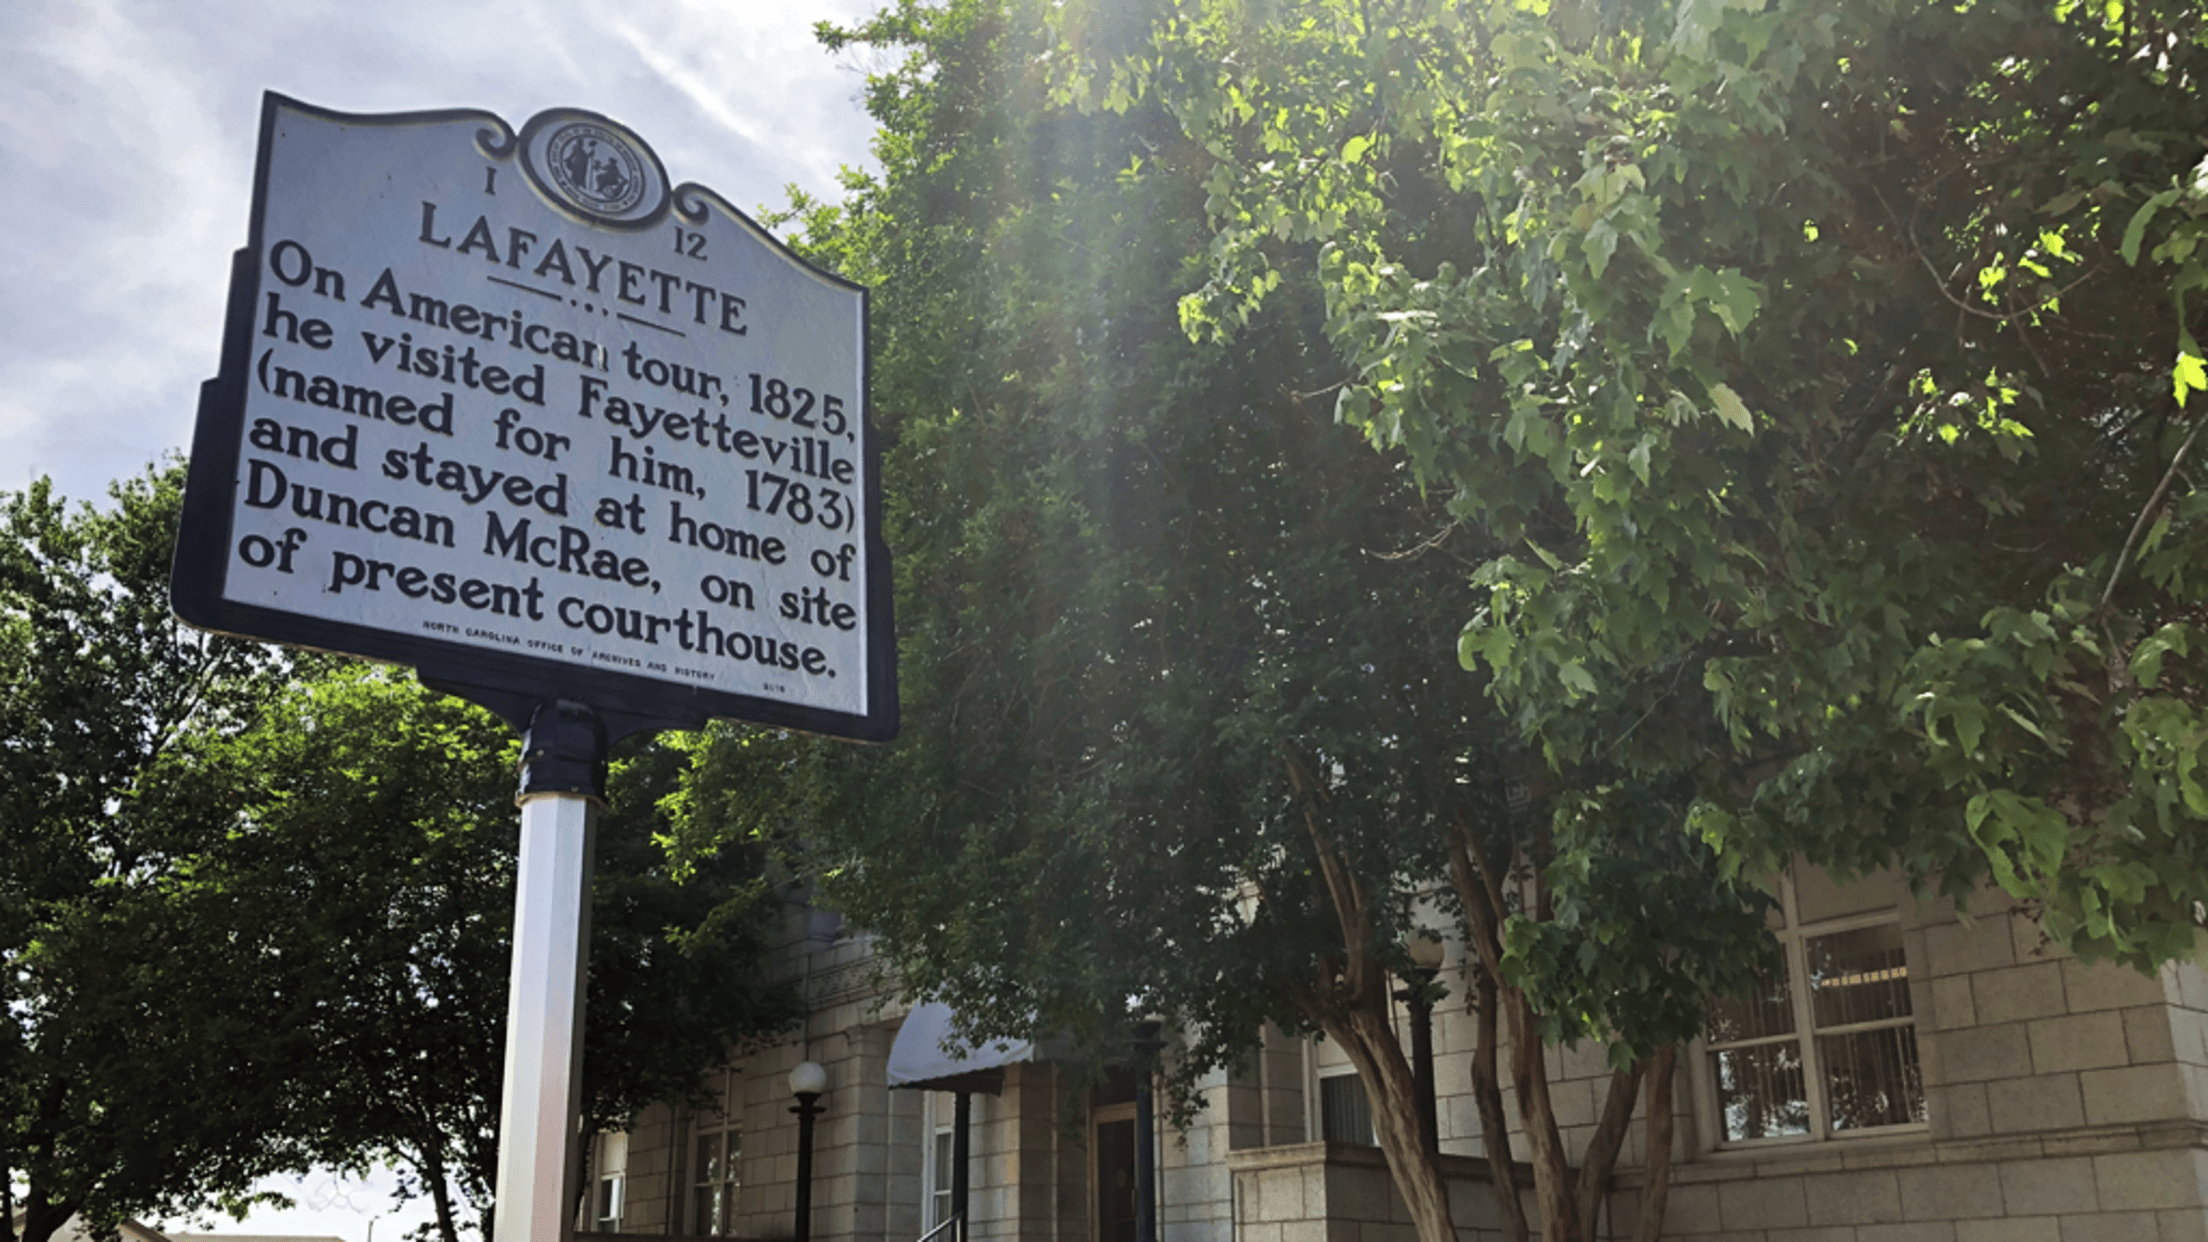 I 12
LAFAYETTE
On American tour, 1825,
he visited Fayetteville
(named for him, 1783)
and stayed at home of
Duncan McRae, on site
of present courthouse.
NORTH CAROLINA OFFICE OF ARCHIVES AND HISTORY